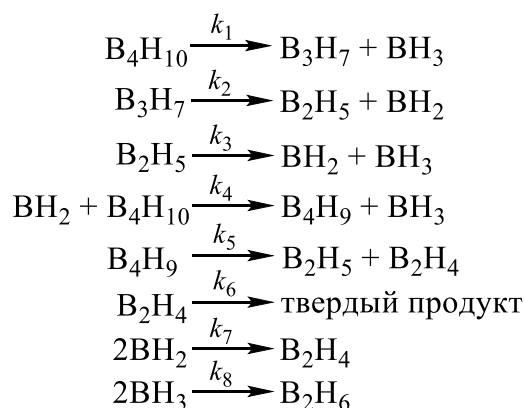 B₄H₁₀ —k₁→ B₃H₇ + BH₃
B₃H₇ —k₂→ B₂H₅ + BH₂
B₂H₅ —k₃→ BH₂ + BH₃
BH₂ + B₄H₁₀ —k₄→ B₄H₉ + BH₃
B₄H₉ —k₅→ B₂H₅ + B₂H₄
B₂H₄ —k₆→ твердый продукт
2BH₂ —k₇→ B₂H₄
2BH₃ —k₈→ B₂H₆